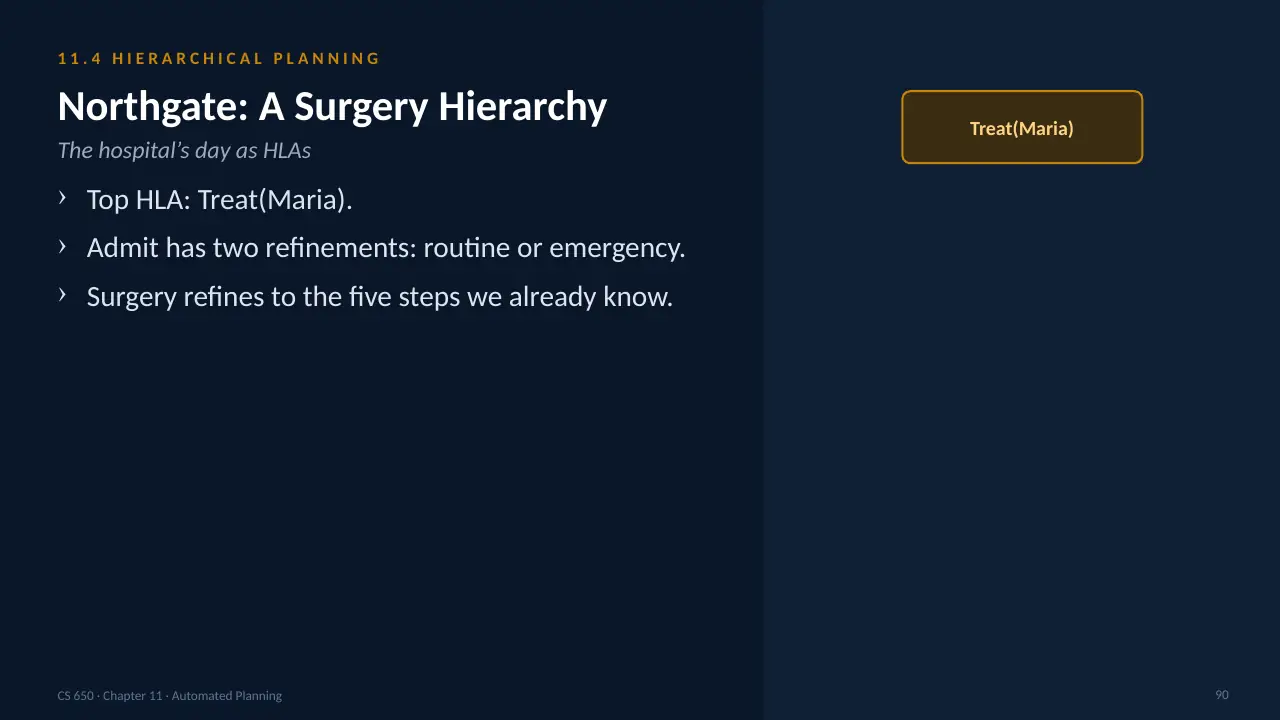 11.4 HIERARCHICAL PLANNING
Northgate: A Surgery Hierarchy
The hospital’s day as HLAs
› Top HLA: Treat(Maria).
› Admit has two refinements: routine or emergency.
› Surgery refines to the five steps we already know.
Treat(Maria)
CS 650 · Chapter 11 · Automated Planning
90